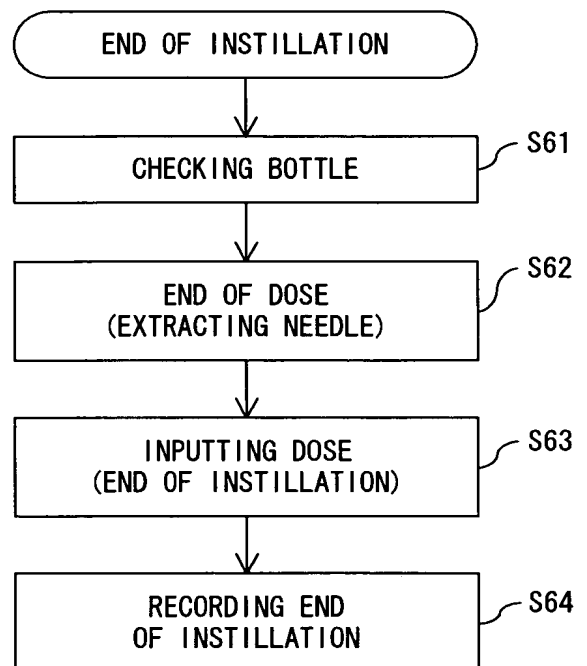 END OF INSTILLATION
S61
CHECKING BOTTLE
S62
END OF DOSE
(EXTRACTING NEEDLE)
S63
INPUTTING DOSE
(END OF INSTILLATION)
S64
RECORDING END
OF INSTILLATION